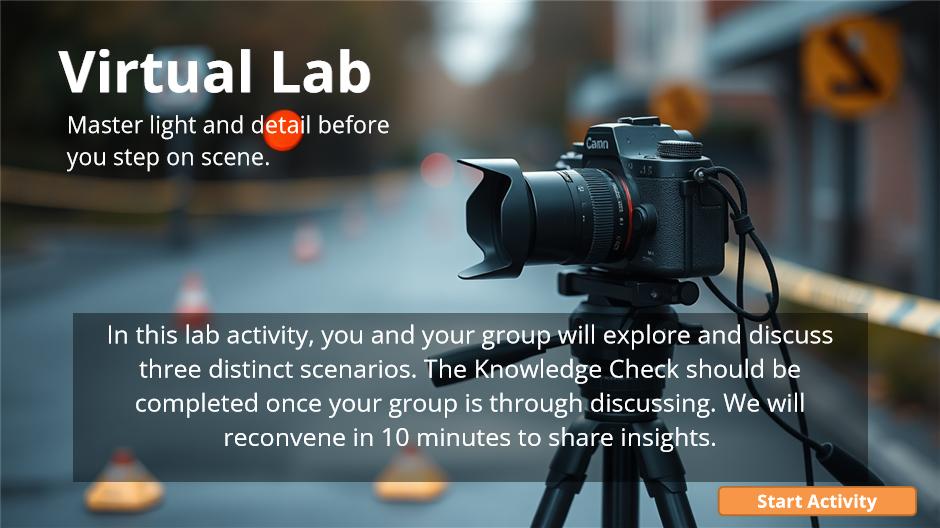 Virtual Lab
Master light and detail before
you step on scene.
Canon
In this lab activity, you and your group will explore and discuss
three distinct scenarios. The Knowledge Check should be
completed once your group is through discussing. We will
reconvene in 10 minutes to share insights.
Start Activity